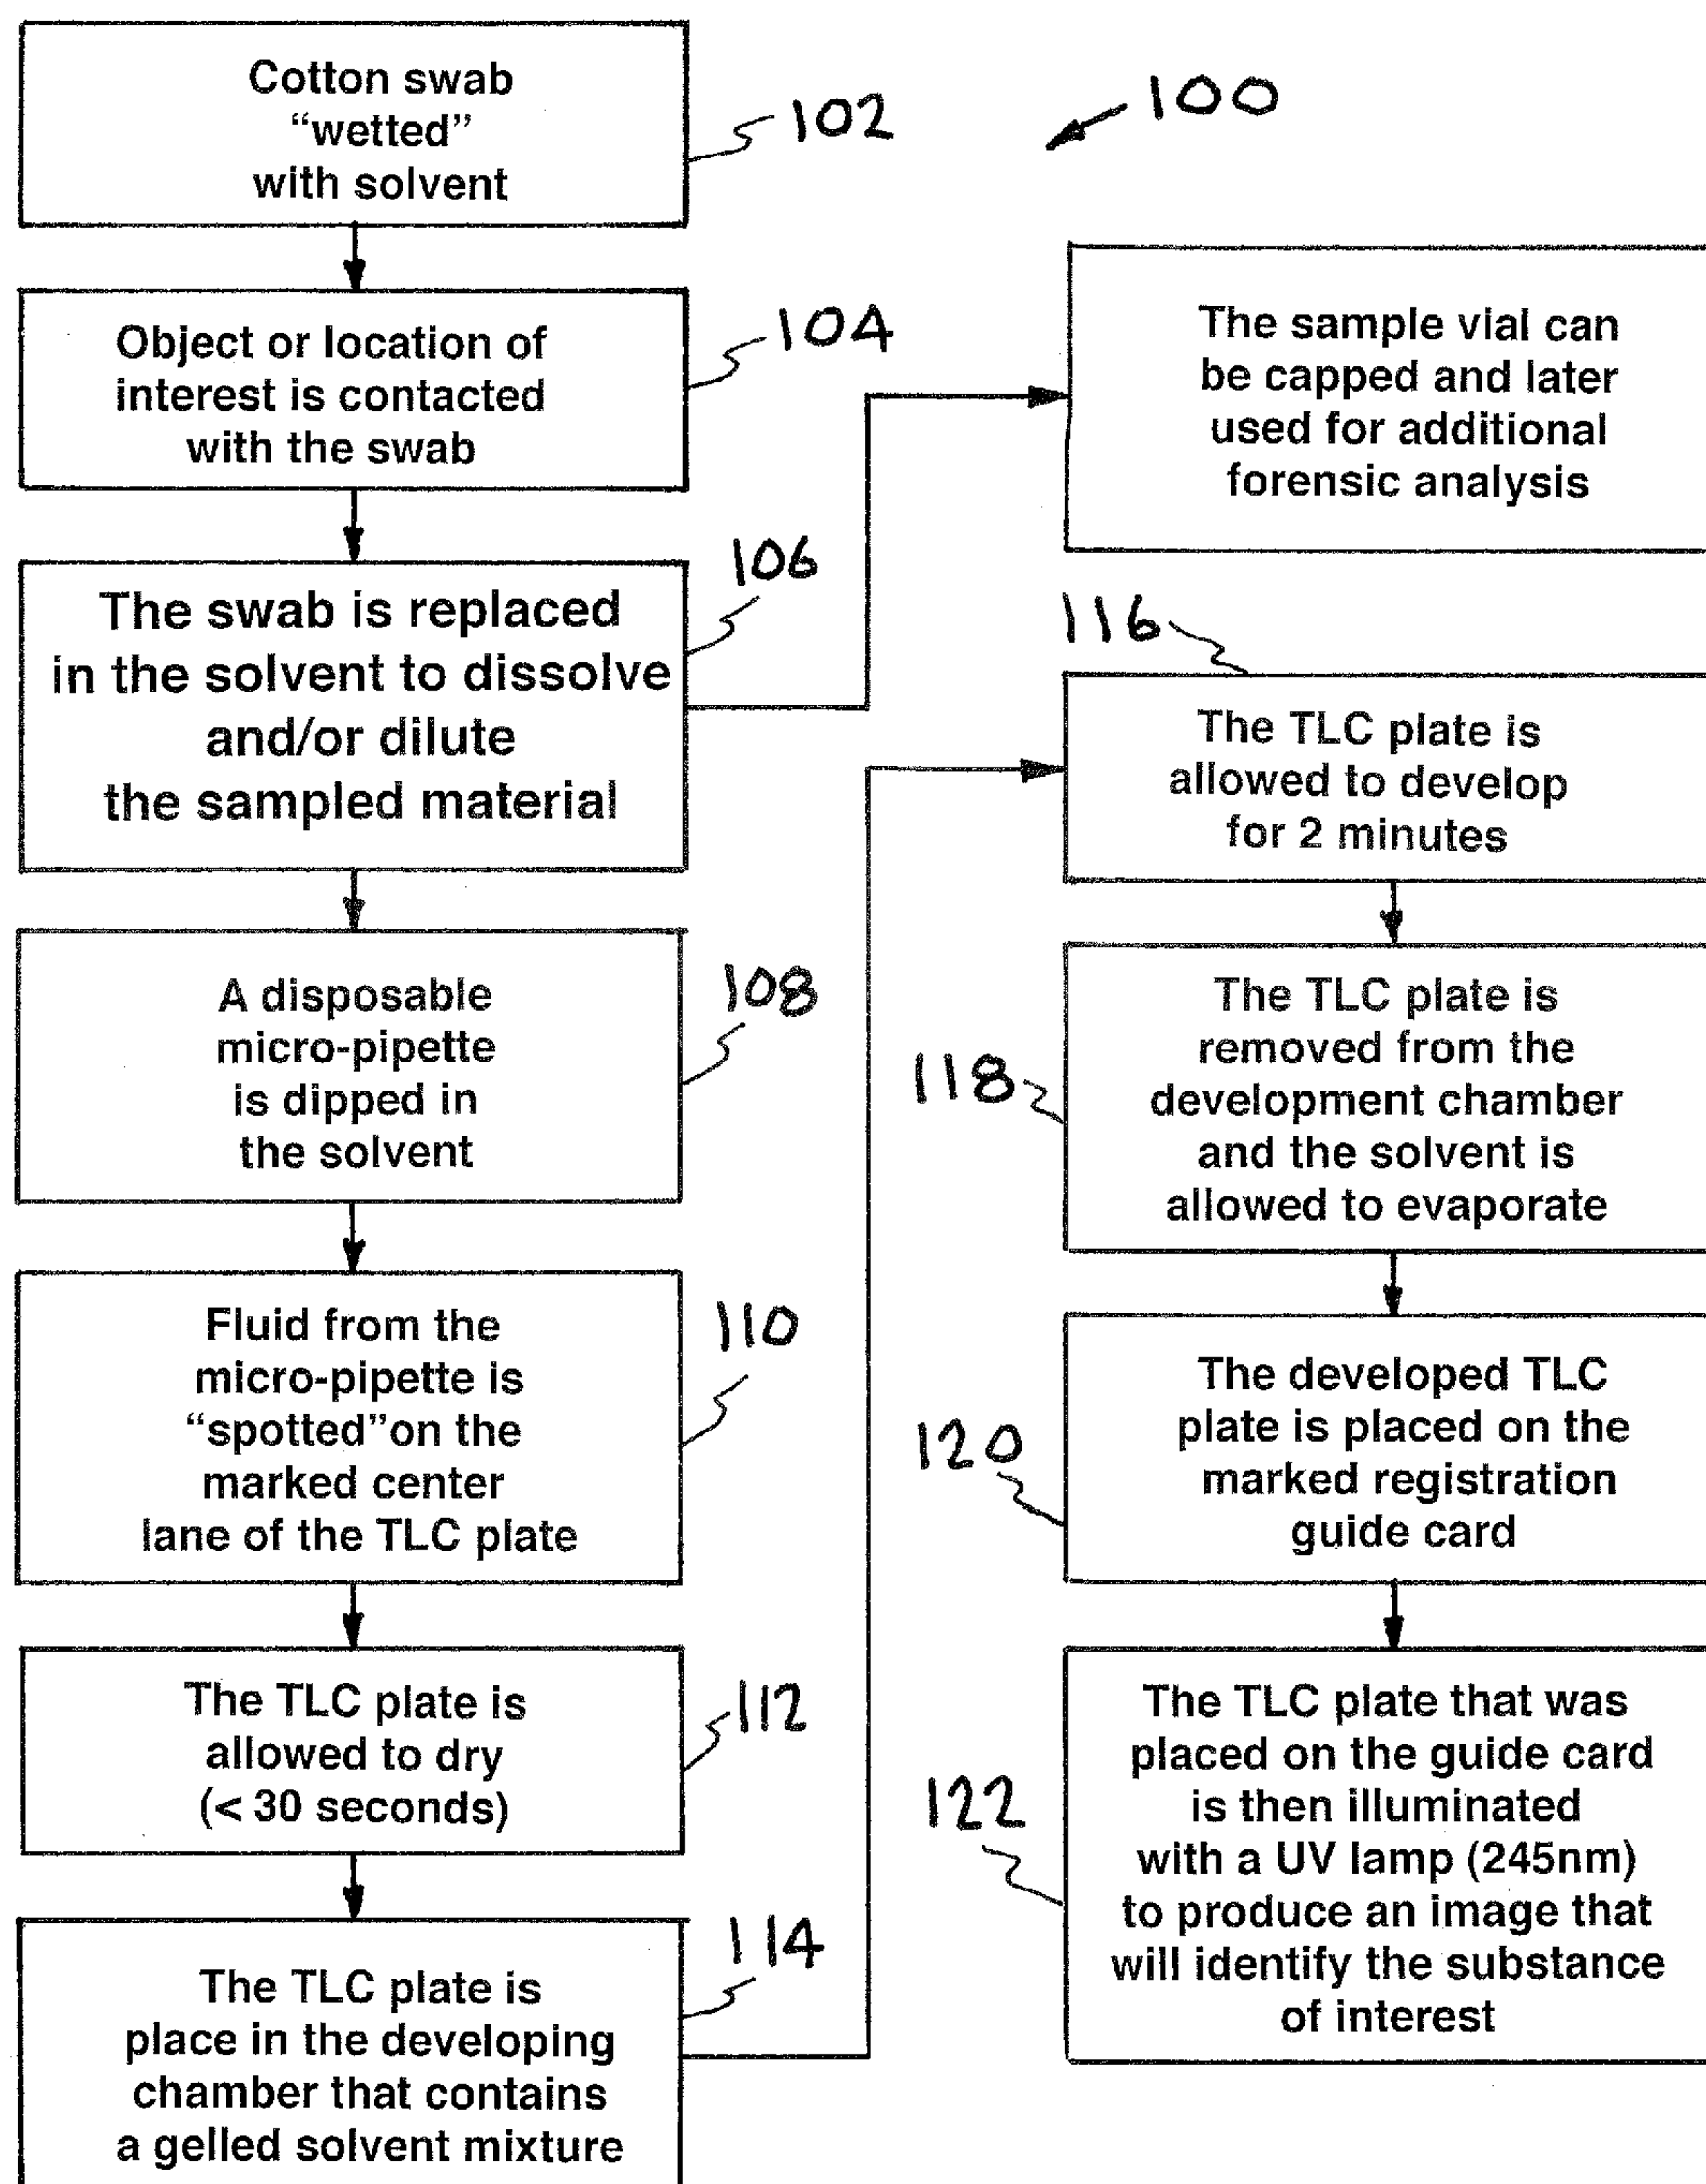 Cotton swab
“wetted”
with solvent
102
100
Object or location of
interest is contacted
with the swab
104
The swab is replaced
in the solvent to dissolve
and/or dilute
the sampled material
106
The sample vial can
be capped and later
used for additional
forensic analysis
A disposable
micro-pipette
is dipped in
the solvent
108
Fluid from the
micro-pipette is
“spotted”on the
marked center
lane of the TLC plate
110
The TLC plate is
allowed to dry
(< 30 seconds)
112
The TLC plate is
place in the developing
chamber that contains
a gelled solvent mixture
114
116
The TLC plate is
allowed to develop
for 2 minutes
118
The TLC plate is
removed from the
development chamber
and the solvent is
allowed to evaporate
120
The developed TLC
plate is placed on the
marked registration
guide card
122
The TLC plate that was
placed on the guide card
is then illuminated
with a UV lamp (245nm)
to produce an image that
will identify the substance
of interest